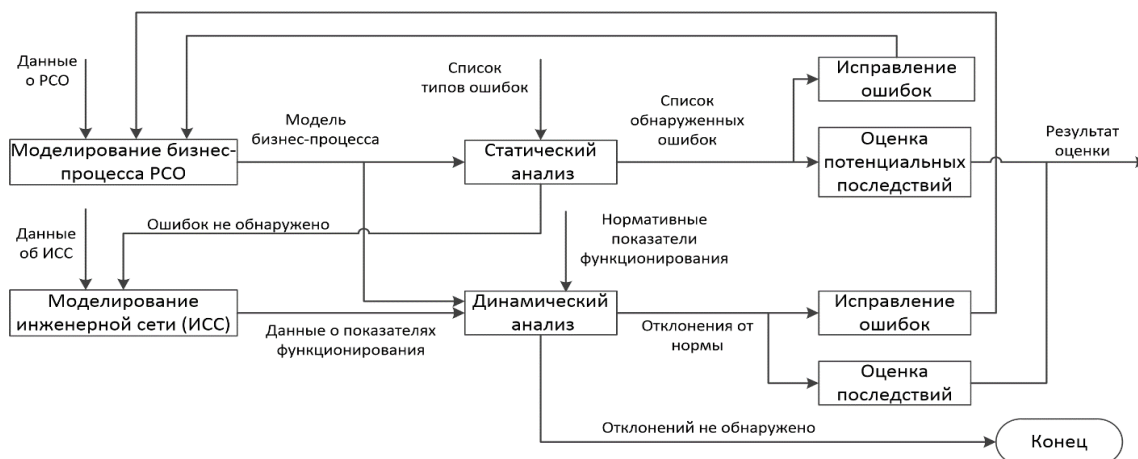 Данные
о РСО
Список
типов ошибок
Исправление
ошибок
Модель
бизнес-процесса
Список
обнаруженных
ошибок
Результат
оценки
Моделирование бизнес-
процесса РСО
Статический
анализ
Оценка
потенциальных
последствий
Данные
об ИСС
Ошибок не обнаружено
Нормативные
показатели
функционирования
Моделирование
инженерной сети (ИСС)
Динамический
анализ
Исправление
ошибок
Данные о показателях
функционирования
Отклонения от
нормы
Оценка
последствий
Отклонений не обнаружено
Конец